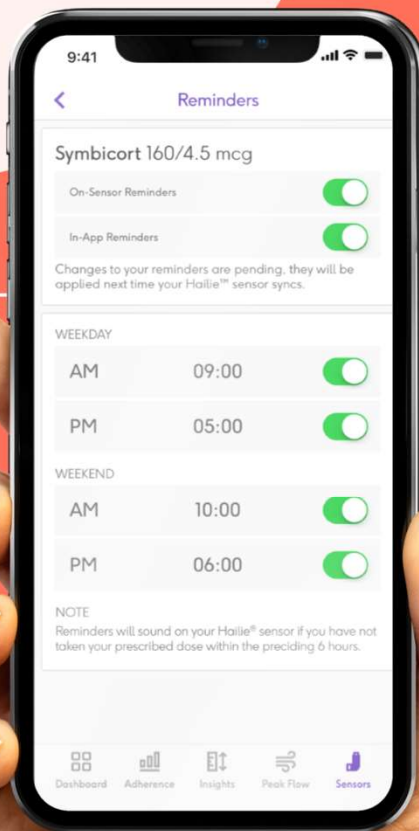 9:41
Reminders
Symbicort 160/4.5 mcg
On-Sensor Reminders
In-App Reminders
Changes to your reminders are pending, they will be
applied next time your Hailie™ sensor syncs.
WEEKDAY
AM 09:00
PM 05:00
WEEKEND
AM 10:00
PM 06:00
NOTE
Reminders will sound on your Hailie® sensor if you have not
taken your prescribed dose within the preciding 6 hours.
Dashboard Adherence Insights Peak Flow Sensors